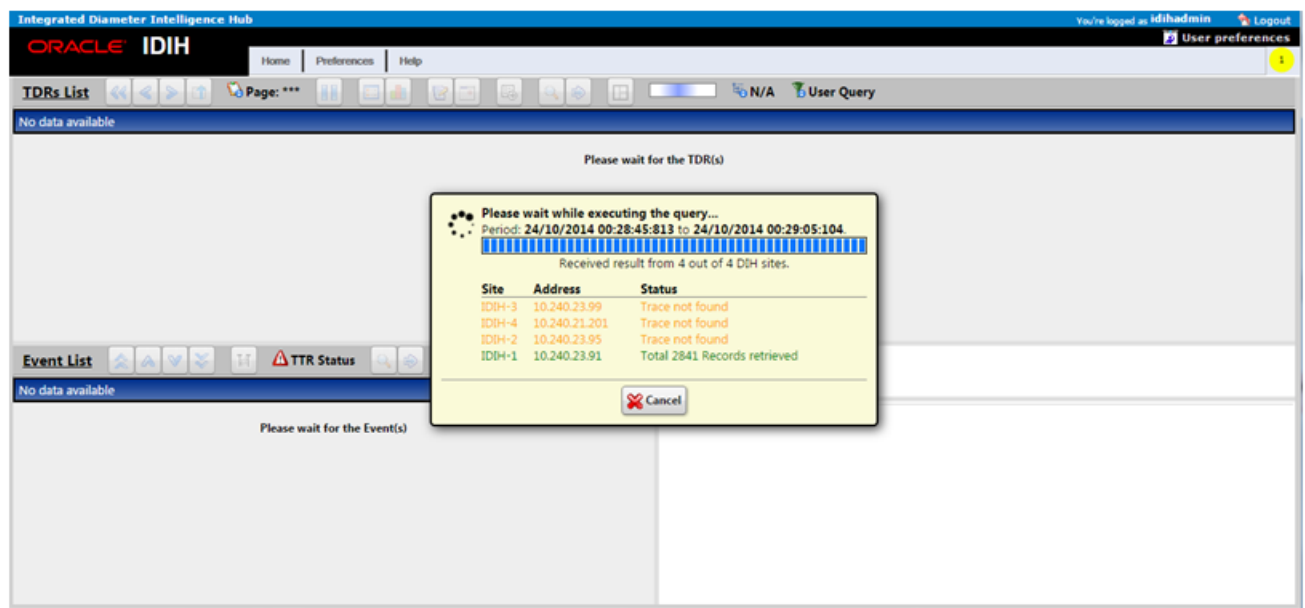 Integrated Diameter Intelligence Hub You're logged as idihadmin Logout
ORACLE IDIH User preferences
Home Preferences Help 1
TDRs List Page: *** N/A User Query
No data available
Please wait for the TDR(s)
Please wait while executing the query...
Period: 24/10/2014 00:28:45:813 to 24/10/2014 00:29:05:104.
Received result from 4 out of 4 DIH sites.
Site Address Status
IDIH-3 10.240.23.99 Trace not found
IDIH-4 10.240.21.201 Trace not found
IDIH-2 10.240.23.95 Trace not found
IDIH-1 10.240.23.91 Total 2841 Records retrieved
Cancel
Event List TTR Status
No data available
Please wait for the Event(s)